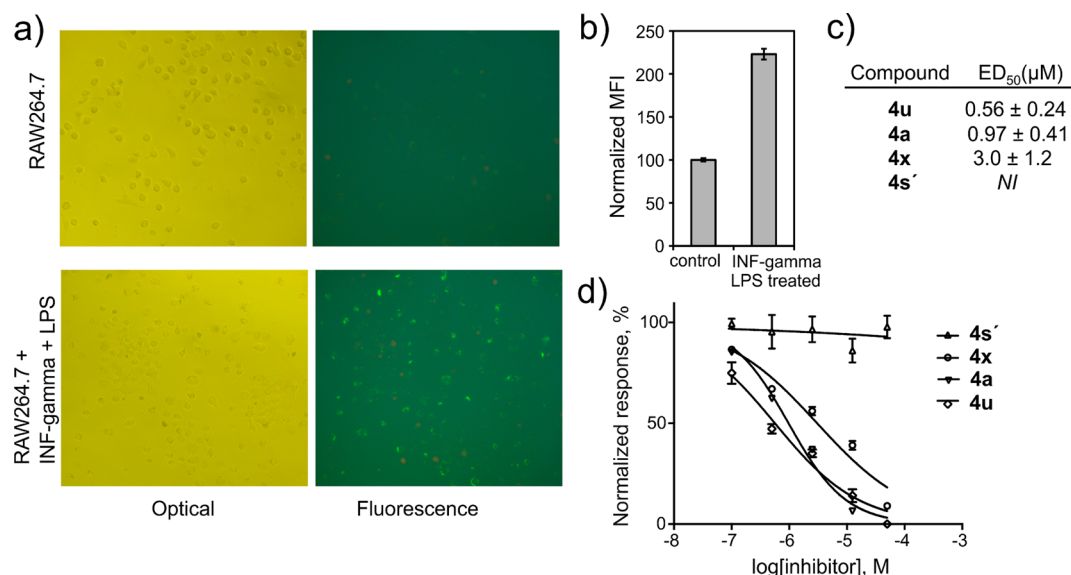 a)
RAW264.7
RAW264.7 +
INF-gamma + LPS
Optical
Fluorescence
b)
Normalized MFI
250
200
150
100
50
0
control
INF-gamma
LPS treated
c)
Compound ED50(µM)
4u 0.56 ± 0.24
4a 0.97 ± 0.41
4x 3.0 ± 1.2
4s´ NI
d)
Normalized response, %
100
50
0
-8 -7 -6 -5 -4 -3
log[inhibitor], M
4s´
4x
4a
4u